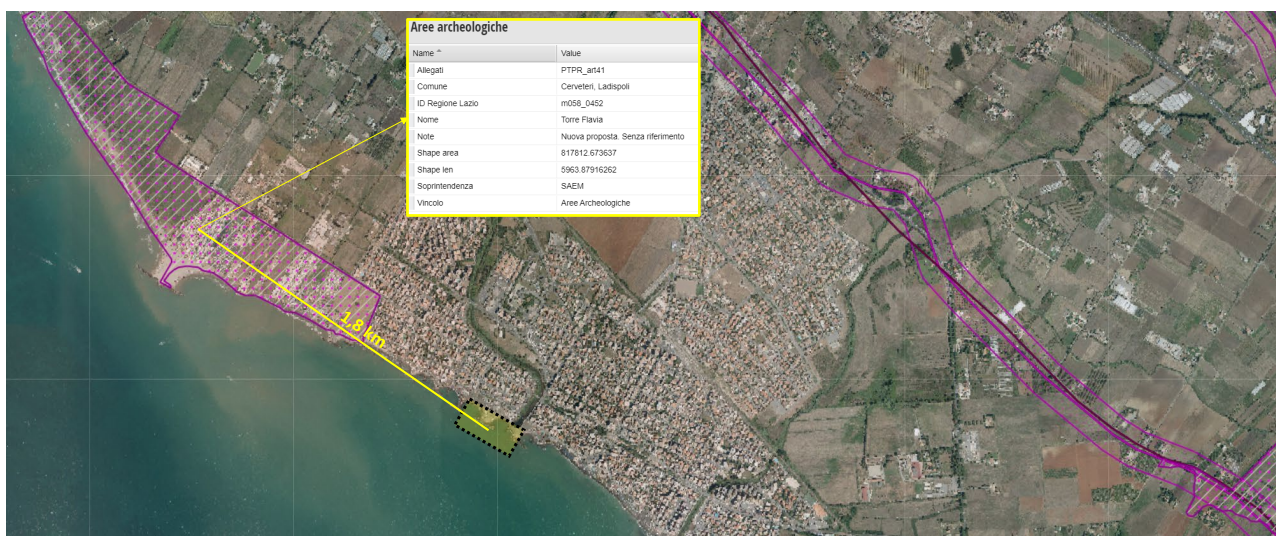 Aree archeologiche
Name Value
Allegati PTPR_art41
Comune Cerveteri, Ladispoli
ID Regione Lazio m058_0452
Nome Torre Flavia
Note Nuova proposta. Senza riferimento
Shape area 817812.673637
Shape len 5963.87916262
Soprintendenza SAEM
Vincolo Aree Archeologiche
1,8 km